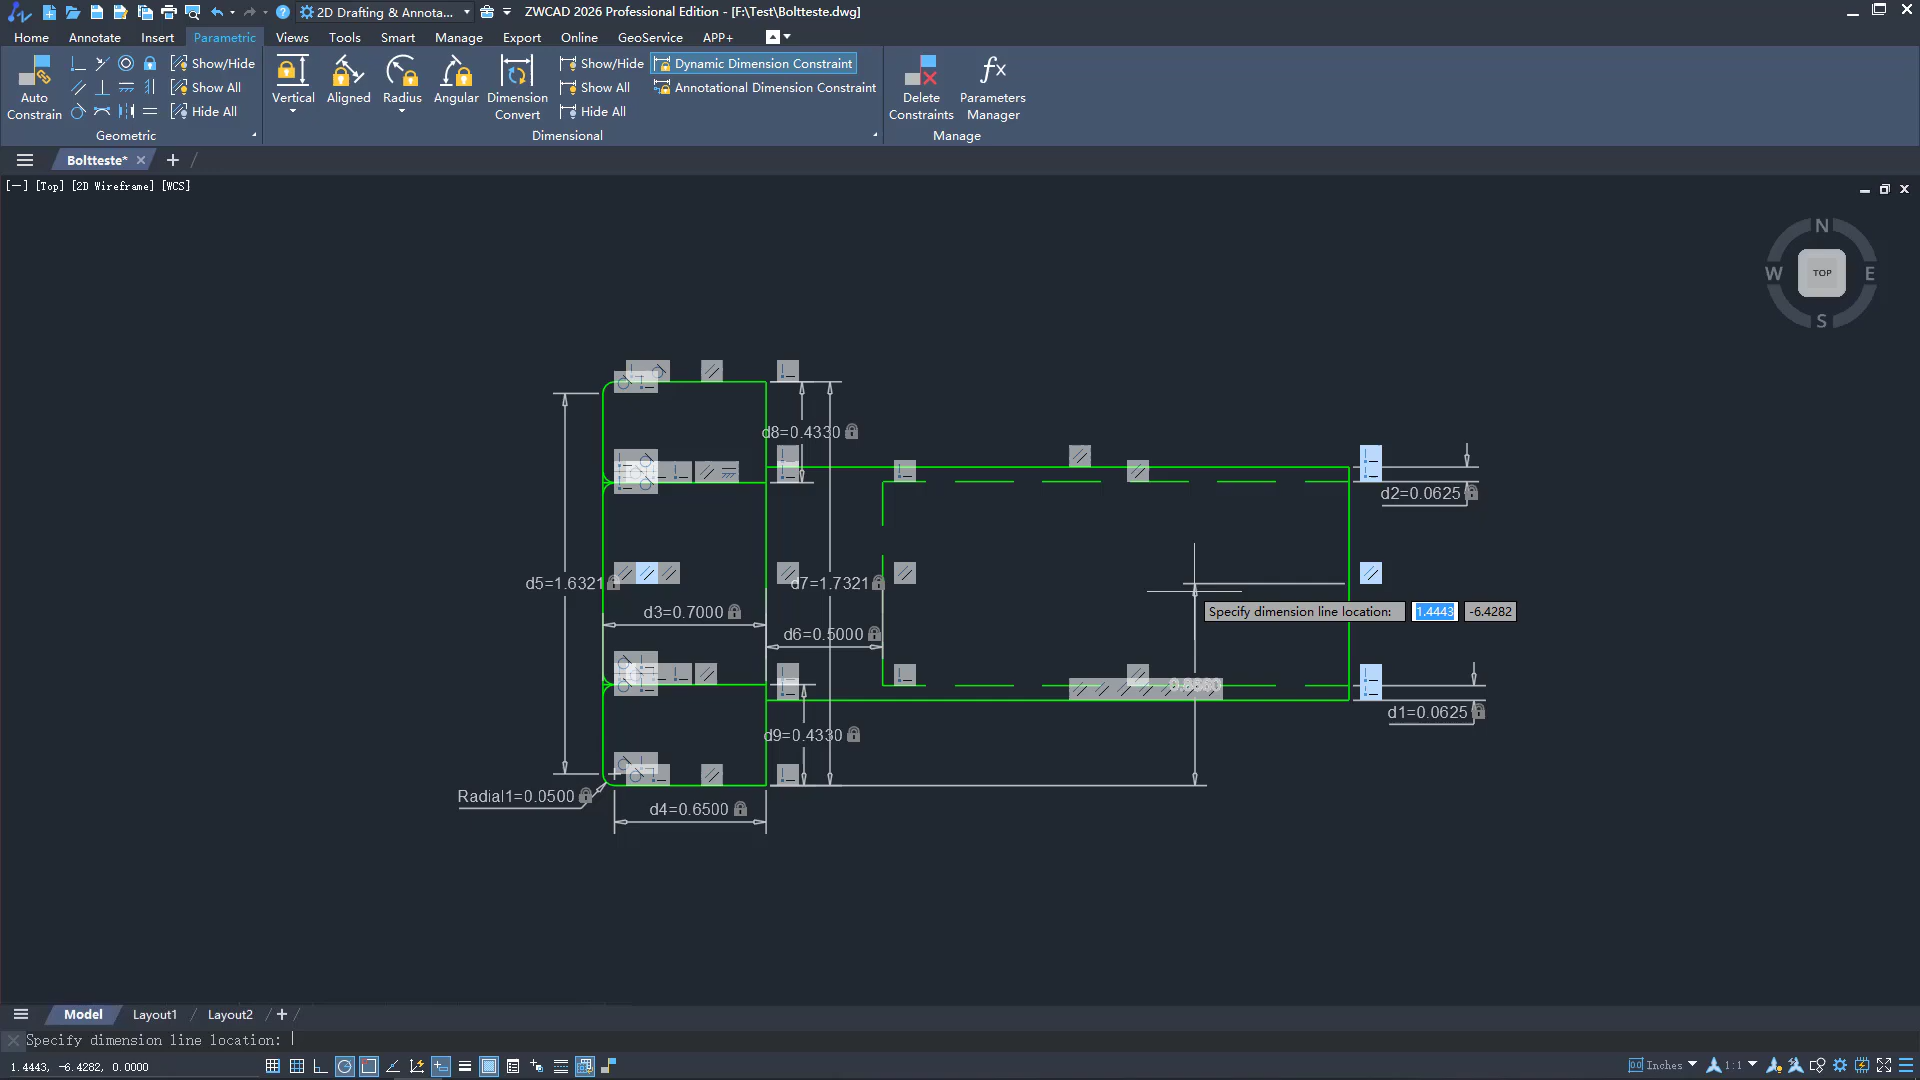 2D Drafting & Annota...
ZWCAD 2026 Professional Edition - [F:\Test\Boltteste.dwg]
Home Annotate Insert Parametric Views Tools Smart Manage Export Online GeoService APP+
Auto Constrain
Show/Hide
Show All
Hide All
Geometric
Vertical
Aligned
Radius
Angular
Dimension Convert
Show/Hide
Show All
Hide All
Dynamic Dimension Constraint
Annotational Dimension Constraint
Dimensional
Delete Constraints
Parameters Manager
fx
Manage
Boltteste*
[—] [Top] [2D Wireframe] [WCS]
N
W TOP E
S
d8=0.4330
d2=0.0625
d5=1.6321
d7=1.7321
d3=0.7000
Specify dimension line location: 1.4443 -6.4282
d6=0.5000
d1=0.0625
d9=0.4330
Radial1=0.0500
d4=0.6500
Model Layout1 Layout2
Specify dimension line location:
1.4443, -6.4282, 0.0000
Inches
1:1